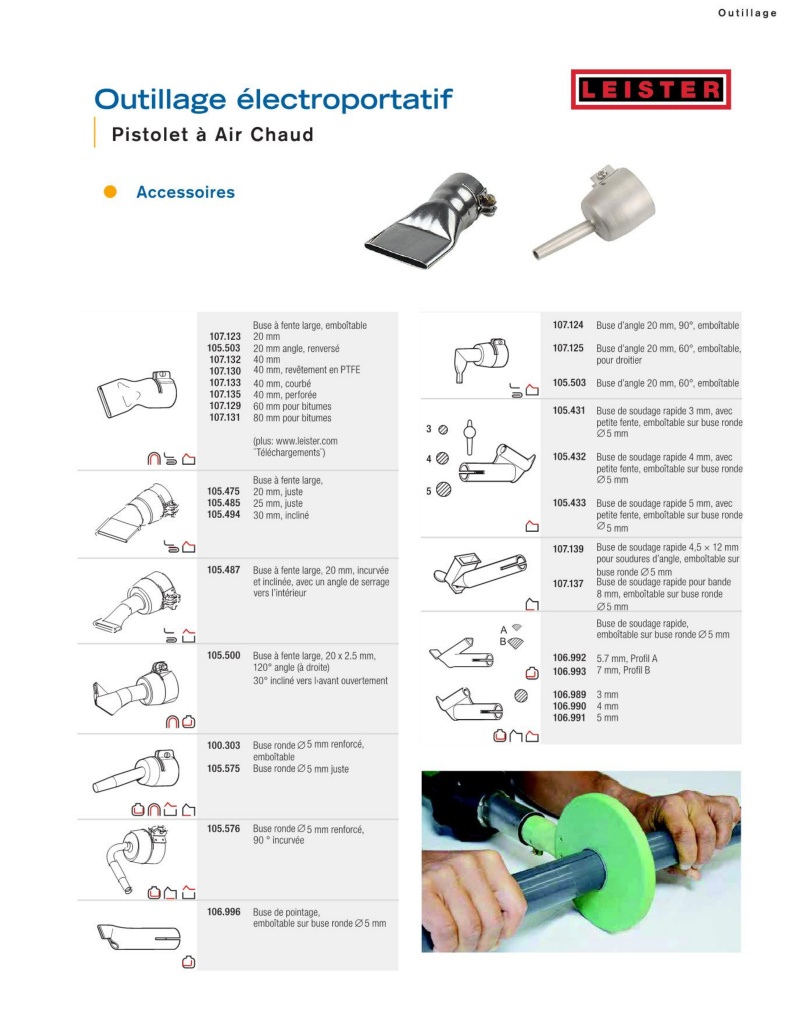 Outillage
Outillage électroportatif
LEISTER
Pistolet à Air Chaud
Accessoires
Buse à fente large, emboîtable
107.123 20 mm
105.503 20 mm angle, renversé
107.132 40 mm
107.130 40 mm, revêtement en PTFE
107.133 40 mm, courbé
107.135 40 mm, perforée
107.129 60 mm pour bitumes
107.131 80 mm pour bitumes
(plus: www.leister.com
¨Téléchargements¨)
Buse à fente large,
105.475 20 mm, juste
105.485 25 mm, juste
105.494 30 mm, incliné
105.487 Buse à fente large, 20 mm, incurvée
et inclinée, avec un angle de serrage
vers l'intérieur
105.500 Buse à fente large, 20 x 2.5 mm,
120° angle (à droite)
30° incliné vers l›avant ouvertement
100.303 Buse ronde ∅ 5 mm renforcé,
emboîtable
105.575 Buse ronde ∅ 5 mm juste
105.576 Buse ronde ∅ 5 mm renforcé,
90 ° incurvée
106.996 Buse de pointage,
emboîtable sur buse ronde ∅ 5 mm
107.124 Buse d'angle 20 mm, 90°, emboîtable
107.125 Buse d'angle 20 mm, 60°, emboîtable,
pour droitier
105.503 Buse d'angle 20 mm, 60°, emboîtable
3
4
5
105.431 Buse de soudage rapide 3 mm, avec
petite fente, emboîtable sur buse ronde
∅ 5 mm
105.432 Buse de soudage rapide 4 mm, avec
petite fente, emboîtable sur buse ronde
∅ 5 mm
105.433 Buse de soudage rapide 5 mm, avec
petite fente, emboîtable sur buse ronde
∅ 5 mm
107.139 Buse de soudage rapide 4,5 × 12 mm
pour soudures d'angle, emboîtable sur
buse ronde ∅ 5 mm
107.137 Buse de soudage rapide pour bande
8 mm, emboîtable sur buse ronde
∅ 5 mm
A
B
Buse de soudage rapide,
emboîtable sur buse ronde ∅ 5 mm
106.992 5.7 mm, Profil A
106.993 7 mm, Profil B
106.989 3 mm
106.990 4 mm
106.991 5 mm